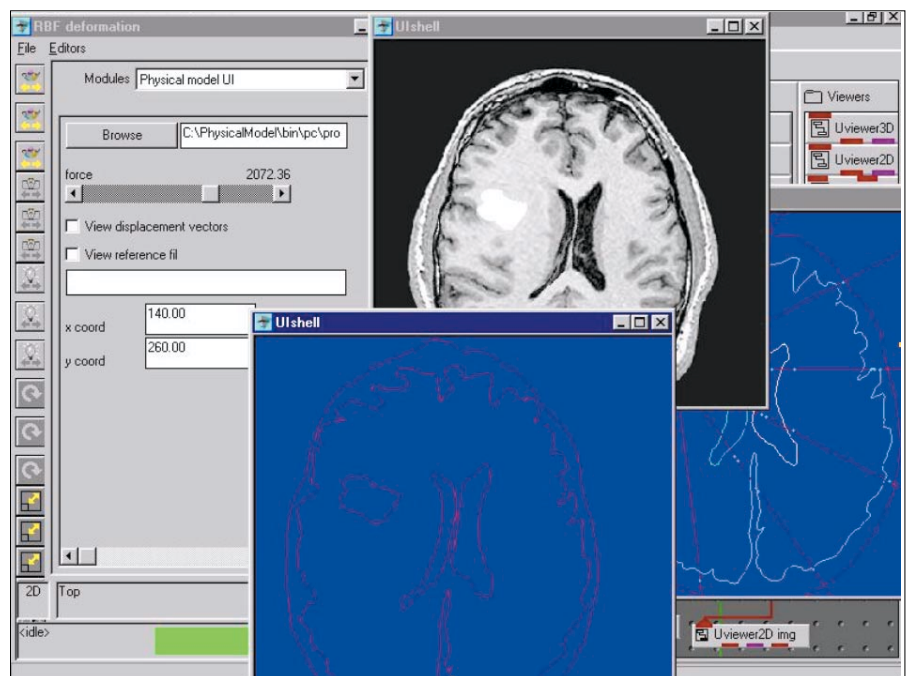 RBF deformation
File Editors
Modules Physical model UI
Browse C:\PhysicalModel\bin\pc\pro
force 2072.36
View displacement vectors
View reference fil
x coord 140.00
y coord 260.00
2D Top
<idle>
UIshell
UIshell
Viewers
Uviewer3D
Uviewer2D
Uviewer2D img